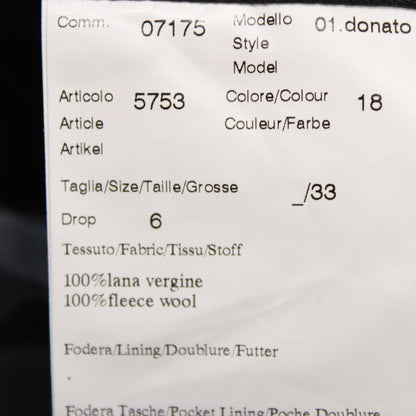 Comm. 07175 Modello 01.donato
Style
Model
Articolo 5753 Colore/Colour 18
Article Couleur/Farbe
Artikel
Taglia/Size/Taille/Grosse _/33
Drop 6
Tessuto/Fabric/Tissu/Stoff
100%lana vergine
100%fleece wool
Fodera/Lining/Doublure/Futter
.
Fodera Tasche/Pocket Lining/Poche Doublure